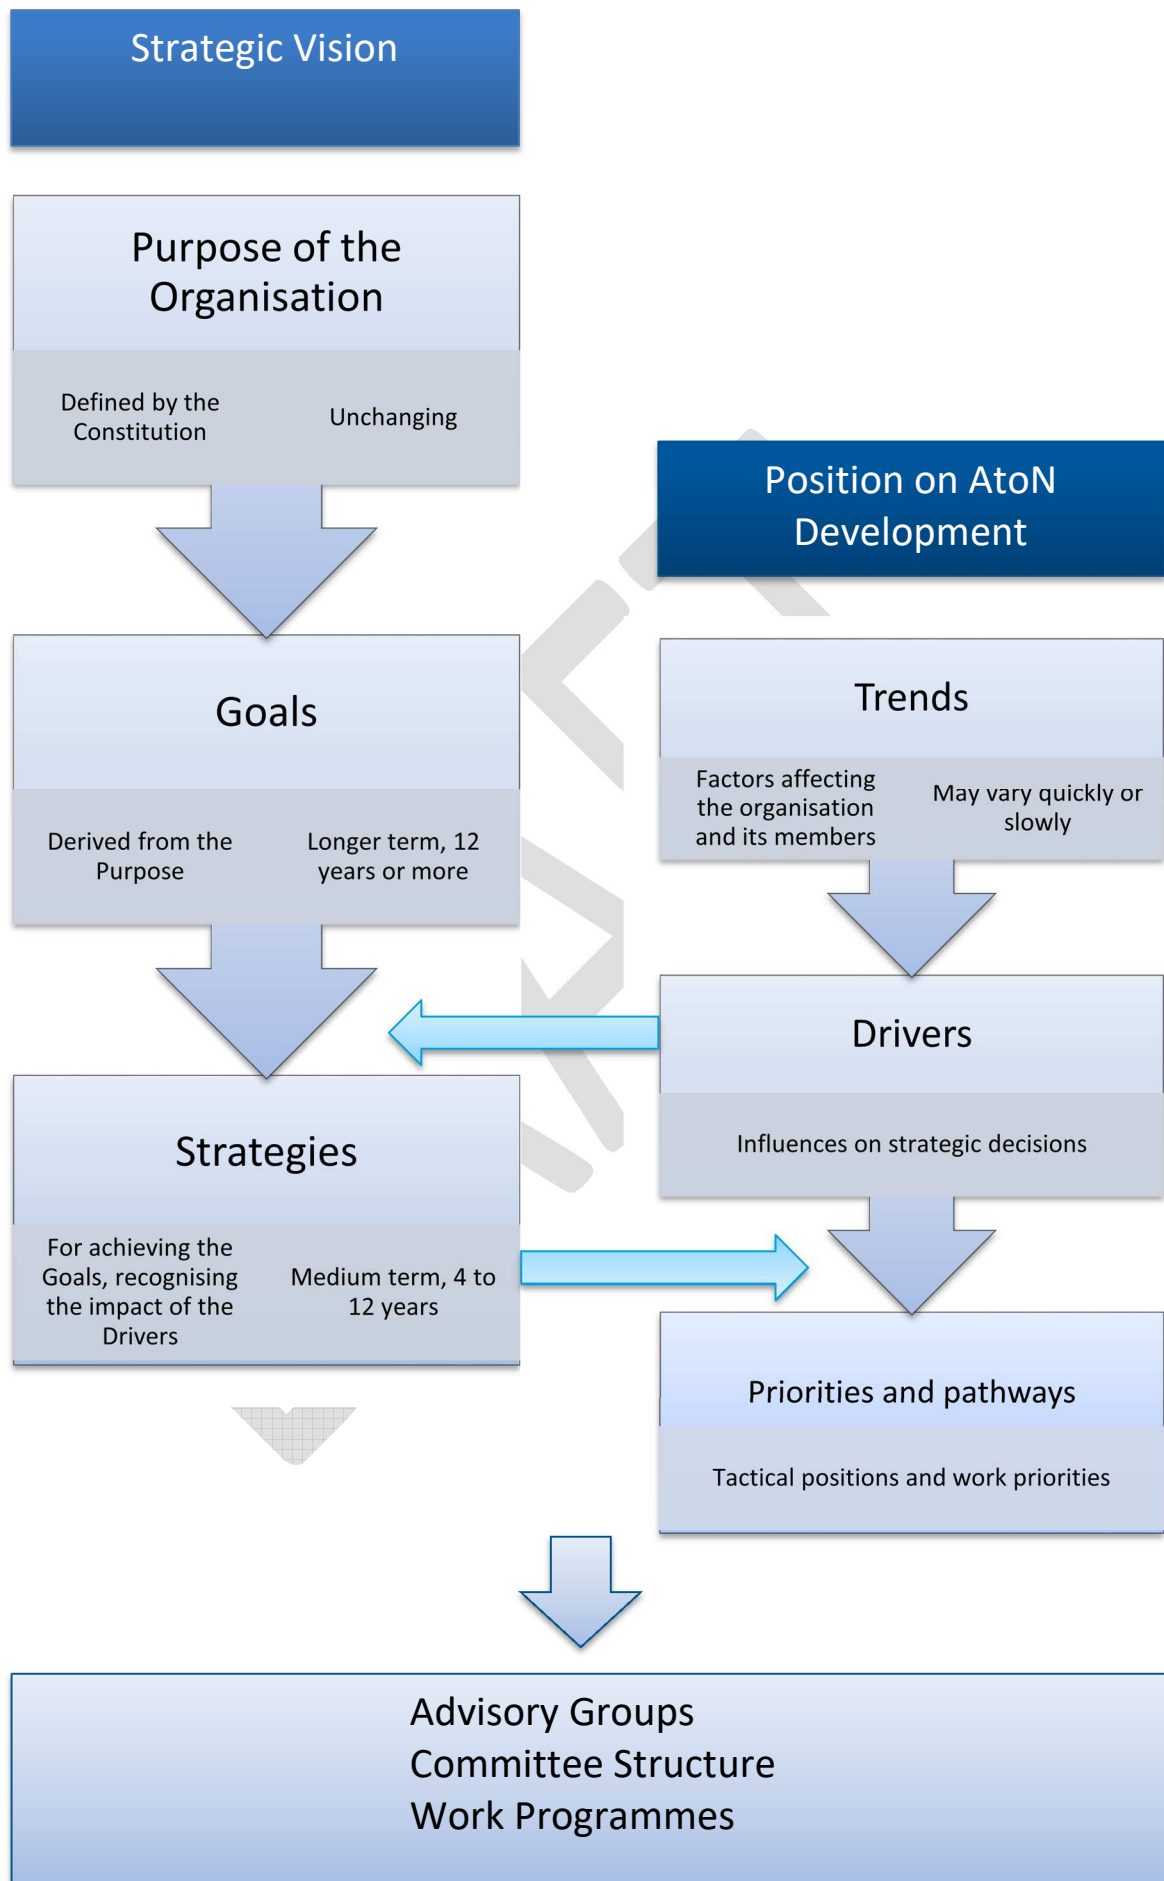 Strategic Vision
Purpose of the
Organisation
Defined by the
Constitution
Unchanging
Goals
Derived from the
Purpose
Longer term, 12
years or more
Strategies
For achieving the
Goals, recognising
the impact of the
Drivers
Medium term, 4 to
12 years
Position on AtoN
Development
Trends
Factors affecting
the organisation
and its members
May vary quickly or
slowly
Drivers
Influences on strategic decisions
Priorities and pathways
Tactical positions and work priorities
Advisory Groups
Committee Structure
Work Programmes